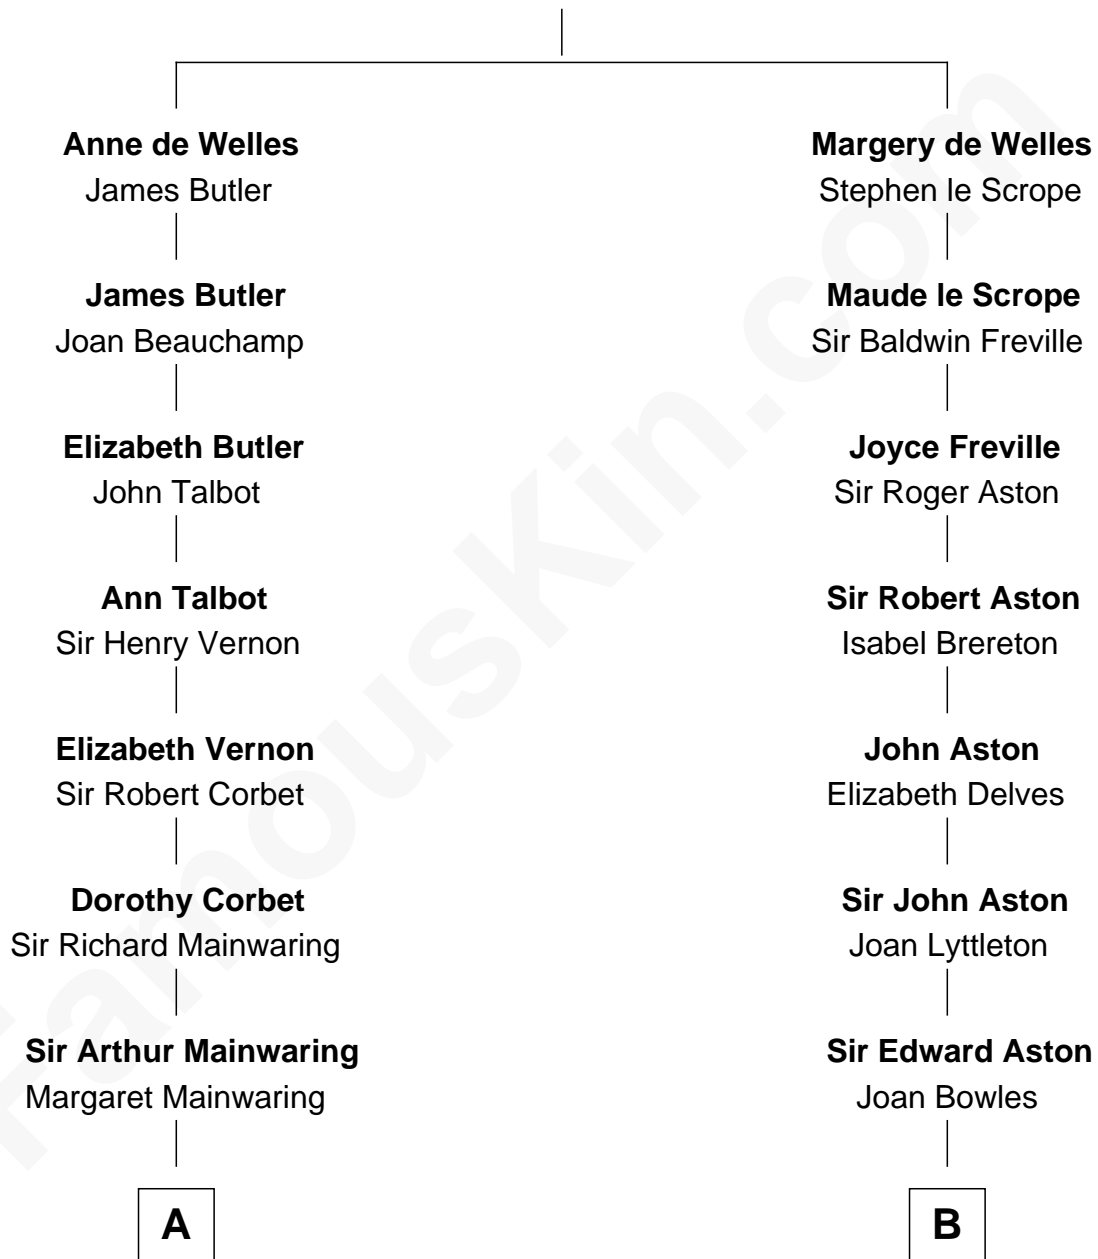 Anne de Welles
James Butler
James Butler
Joan Beauchamp
Elizabeth Butler
John Talbot
Ann Talbot
Sir Henry Vernon
Elizabeth Vernon
Sir Robert Corbet
Dorothy Corbet
Sir Richard Mainwaring
Sir Arthur Mainwaring
Margaret Mainwaring
A
Margery de Welles
Stephen le Scrope
Maude le Scrope
Sir Baldwin Freville
Joyce Freville
Sir Roger Aston
Sir Robert Aston
Isabel Brereton
John Aston
Elizabeth Delves
Sir John Aston
Joan Lyttleton
Sir Edward Aston
Joan Bowles
B
FamousKin.com